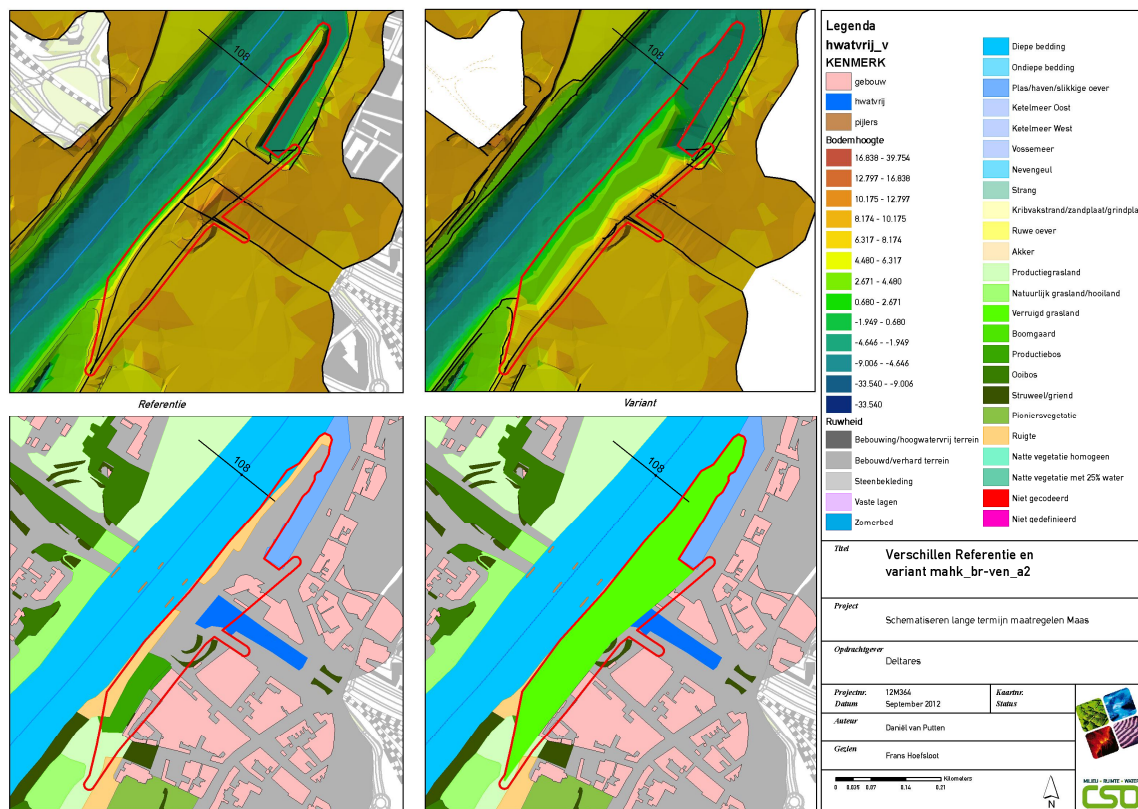 108
108
Referentie
Variant
108
108
Legenda
hwatvrij_v
KENMERK
gebouw
hwatvrij
pijlers
Bodemhoogte
16.838 - 39.754
12.797 - 16.838
10.175 - 12.797
8.174 - 10.175
6.317 - 8.174
4.480 - 6.317
2.671 - 4.480
0.680 - 2.671
-1.949 - 0.680
-4.646 - -1.949
-9.006 - -4.646
-33.540 - -9.006
-33.540
Ruwheid
Bebouwing/hoogwatervrij terrein
Bebouwd/verhard terrein
Steenbekleding
Vaste lagen
Zomerbed
Diepe bedding
Ondiepe bedding
Plas/haven/slikkige oever
Ketelmeer Oost
Ketelmeer West
Vossemeer
Nevengeul
Strang
Kribvakstrand/zandplaat/grindpla
Ruwe oever
Akker
Productiegrasland
Natuurlijk grasland/hooiland
Verruigd grasland
Boomgaard
Productiebos
Ooibos
Struweel/griend
Pioniersvegetatie
Ruigte
Natte vegetatie homogeen
Natte vegetatie met 25% water
Niet gecodeerd
Niet gedefinieerd
Titel Verschillen Referentie en
variant mahk_br-ven_a2
Project
Schematiseren lange termijn maatregelen Maas
Opdrachtgever
Deltares
Projectnr. 12M364 Kaartnr.
Datum September 2012 Status
Auteur
Daniël van Putten
Gezien
Frans Hoefsloot
Kilometers
0 0.035 0.07 0.14 0.21
N
MILIEU - RUIMTE - WATER
CSO